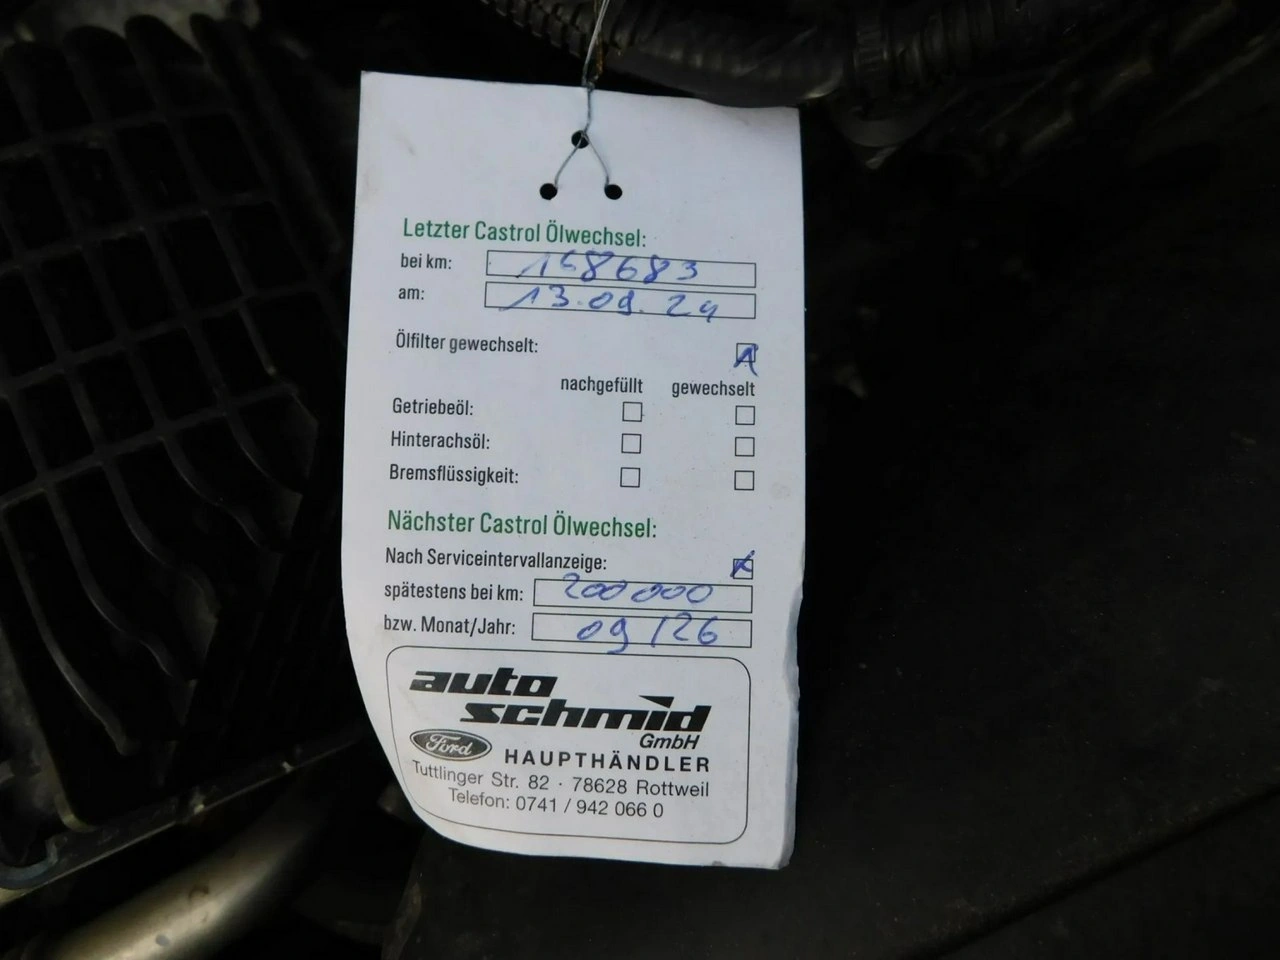 Letzter Castrol Ölwechsel:
bei km: 168683
am: 13.09.24
Ölfilter gewechselt:
nachgefüllt gewechselt
Getriebeöl:
Hinterachsöl:
Bremsflüssigkeit:
Nächster Castrol Ölwechsel:
Nach Serviceintervallanzeige:
spätestens bei km: 200000
bzw. Monat/Jahr: 09/26
auto
schmid
GmbH
Ford HAUPTHÄNDLER
Tuttlinger Str. 82 · 78628 Rottweil
Telefon: 0741 / 942 066 0